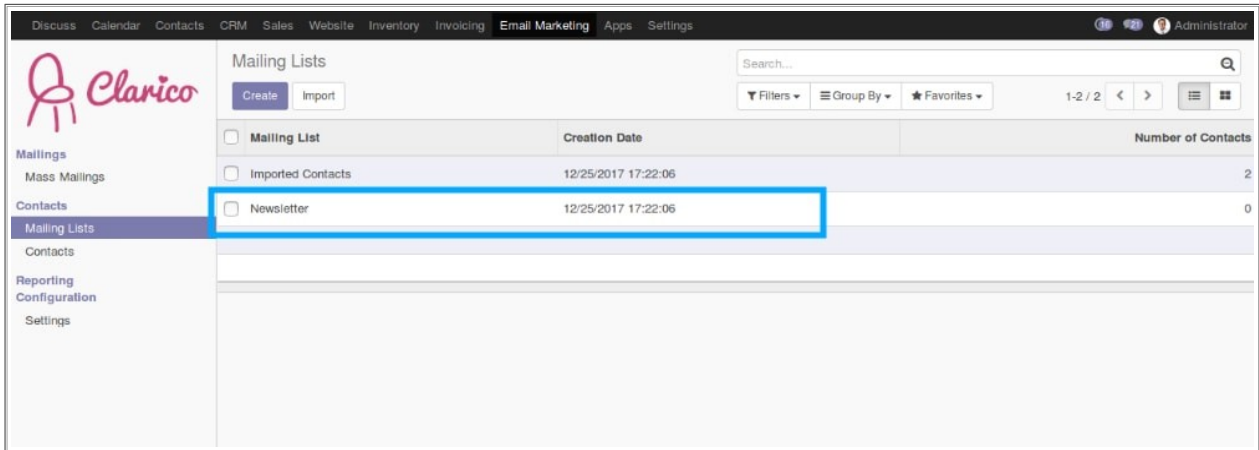 Discuss Calendar Contacts CRM Sales Website Inventory Invoicing Email Marketing Apps Settings 16 21 Administrator
Clarico
Mailings
Mass Mailings
Contacts
Mailing Lists
Contacts
Reporting
Configuration
Settings
Mailing Lists
Search...
Create Import
Filters Group By Favorites 1-2 / 2
Mailing List Creation Date Number of Contacts
Imported Contacts 12/25/2017 17:22:06 2
Newsletter 12/25/2017 17:22:06 0